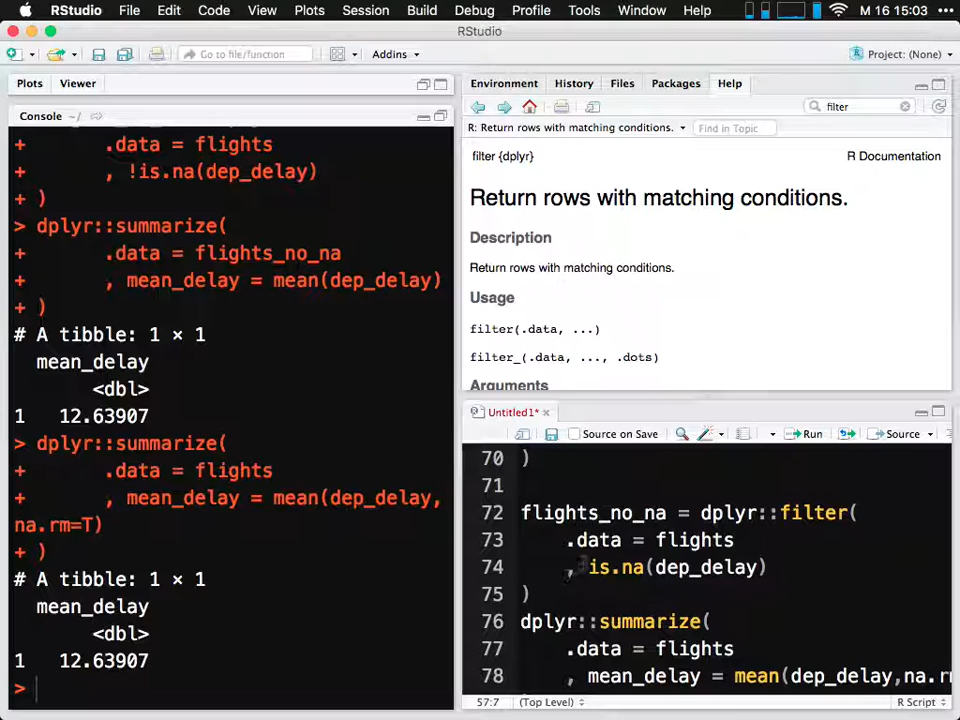 RStudio File Edit Code View Plots Session Build Debug Profile Tools Window Help M 16 15:03
RStudio
Go to file/function Addins Project: (None)
Plots Viewer
Console ~/
+ .data = flights
+ , !is.na(dep_delay)
+ )
> dplyr::summarize(
+ .data = flights_no_na
+ , mean_delay = mean(dep_delay)
+ )
# A tibble: 1 × 1
mean_delay
<dbl>
1 12.63907
> dplyr::summarize(
+ .data = flights
+ , mean_delay = mean(dep_delay,
na.rm=T)
+ )
# A tibble: 1 × 1
mean_delay
<dbl>
1 12.63907
>
Environment History Files Packages Help
filter
R: Return rows with matching conditions. Find in Topic
filter {dplyr} R Documentation
Return rows with matching conditions.
Description
Return rows with matching conditions.
Usage
filter(.data, ...)
filter_(.data, ..., .dots)
Arguments
Untitled1*
Source on Save Run Source
70 )
71
72 flights_no_na = dplyr::filter(
73 .data = flights
74 , is.na(dep_delay)
75 )
76 dplyr::summarize(
77 .data = flights
78 , mean_delay = mean(dep_delay,na.r
57:7 (Top Level) R Script